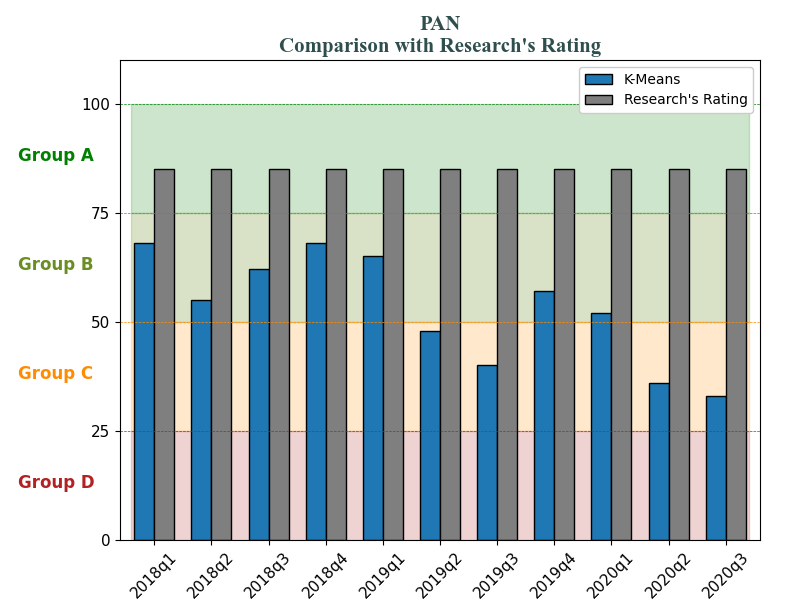 PAN
Comparison with Research's Rating
K-Means
Research's Rating
100
Group A
75
Group B
50
Group C
25
Group D
0
2018q1
2018q2
2018q3
2018q4
2019q1
2019q2
2019q3
2019q4
2020q1
2020q2
2020q3